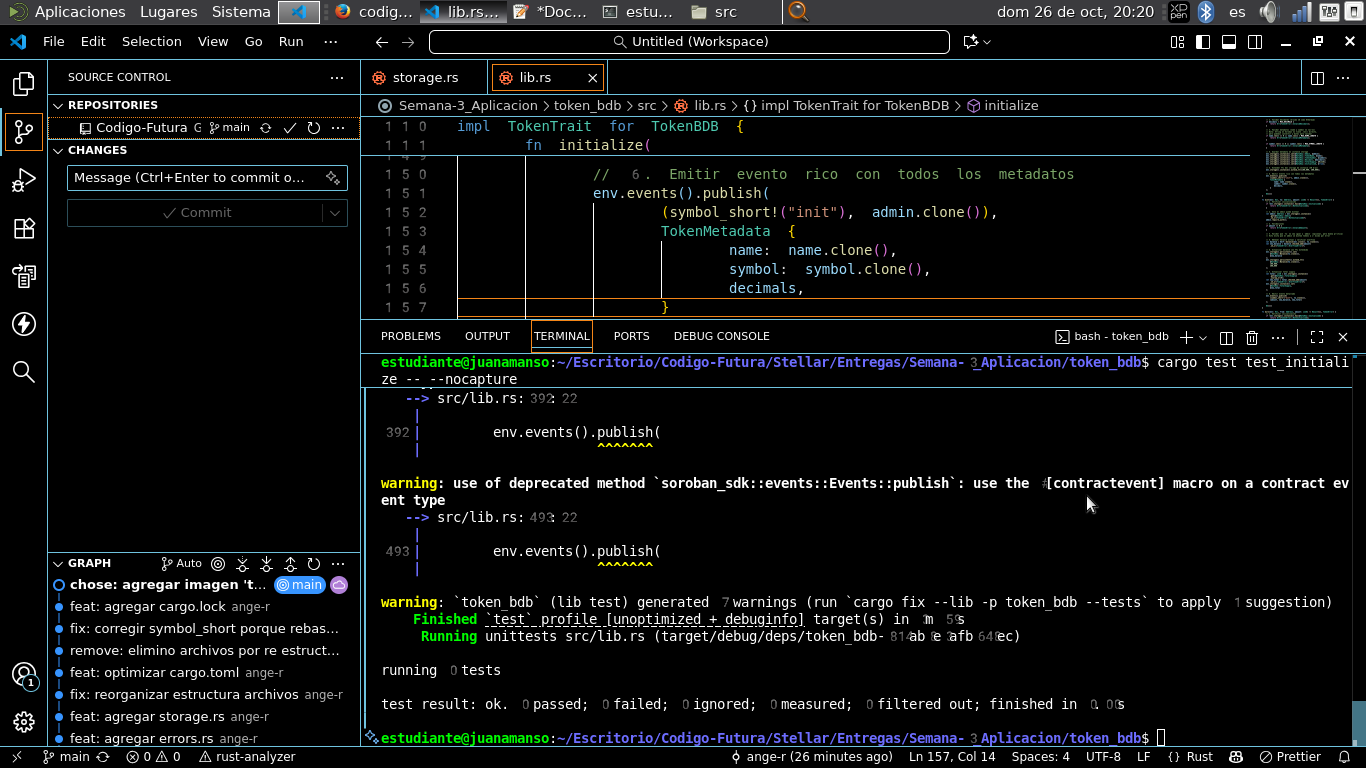 Aplicaciones Lugares Sistema codig... lib.rs... *Doc... estu... src dom 26 de oct, 20:20 XD PEN es
File Edit Selection View Go Run ··· Untitled (Workspace)
SOURCE CONTROL ···
REPOSITORIES
Codigo-Futura G main ···
CHANGES
Message (Ctrl+Enter to commit o...
Commit
GRAPH Auto ···
chose: agregar imagen 't... main
feat: agregar cargo.lock ange-r
fix: corregir symbol_short porque rebas...
remove: elimino archivos por re estruct...
feat: optimizar cargo.toml ange-r
fix: reorganizar estructura archivos ange-r
feat: agregar storage.rs ange-r
feat: agregar errors.rs ange-r
1
storage.rs lib.rs
Semana-3_Aplicacion > token_bdb > src > lib.rs > {} impl TokenTrait for TokenBDB > initialize
110 impl TokenTrait for TokenBDB {
111 fn initialize(
149
150 // 6. Emitir evento rico con todos los metadatos
151 env.events().publish(
152 (symbol_short!("init"), admin.clone()),
153 TokenMetadata {
154 name: name.clone(),
155 symbol: symbol.clone(),
156 decimals,
157 }
PROBLEMS OUTPUT TERMINAL PORTS DEBUG CONSOLE bash - token_bdb ···
estudiante@juanamanso:~/Escritorio/Codigo-Futura/Stellar/Entregas/Semana-3_Aplicacion/token_bdb$ cargo test test_initiali
ze -- --nocapture
--> src/lib.rs:392:22
|
392 | env.events().publish(
| ^^^^^^^
warning: use of deprecated method `soroban_sdk::events::Events::publish`: use the #[contractevent] macro on a contract ev
ent type
--> src/lib.rs:493:22
|
493 | env.events().publish(
| ^^^^^^^
warning: `token_bdb` (lib test) generated 7 warnings (run `cargo fix --lib -p token_bdb --tests` to apply 1 suggestion)
Finished `test` profile [unoptimized + debuginfo] target(s) in m 59s
Running unittests src/lib.rs (target/debug/deps/token_bdb-
running 0 tests
test result: ok. 0 passed; 0 failed; 0 ignored; 0 measured; 0 filtered out; finished in 0.00s
estudiante@juanamanso:~/Escritorio/Codigo-Futura/Stellar/Entregas/Semana-3_Aplicacion/token_bdb$
main 0 0 rust-analyzer ange-r (26 minutes ago) Ln 157, Col 14 Spaces: 4 UTF-8 LF {} Rust Prettier